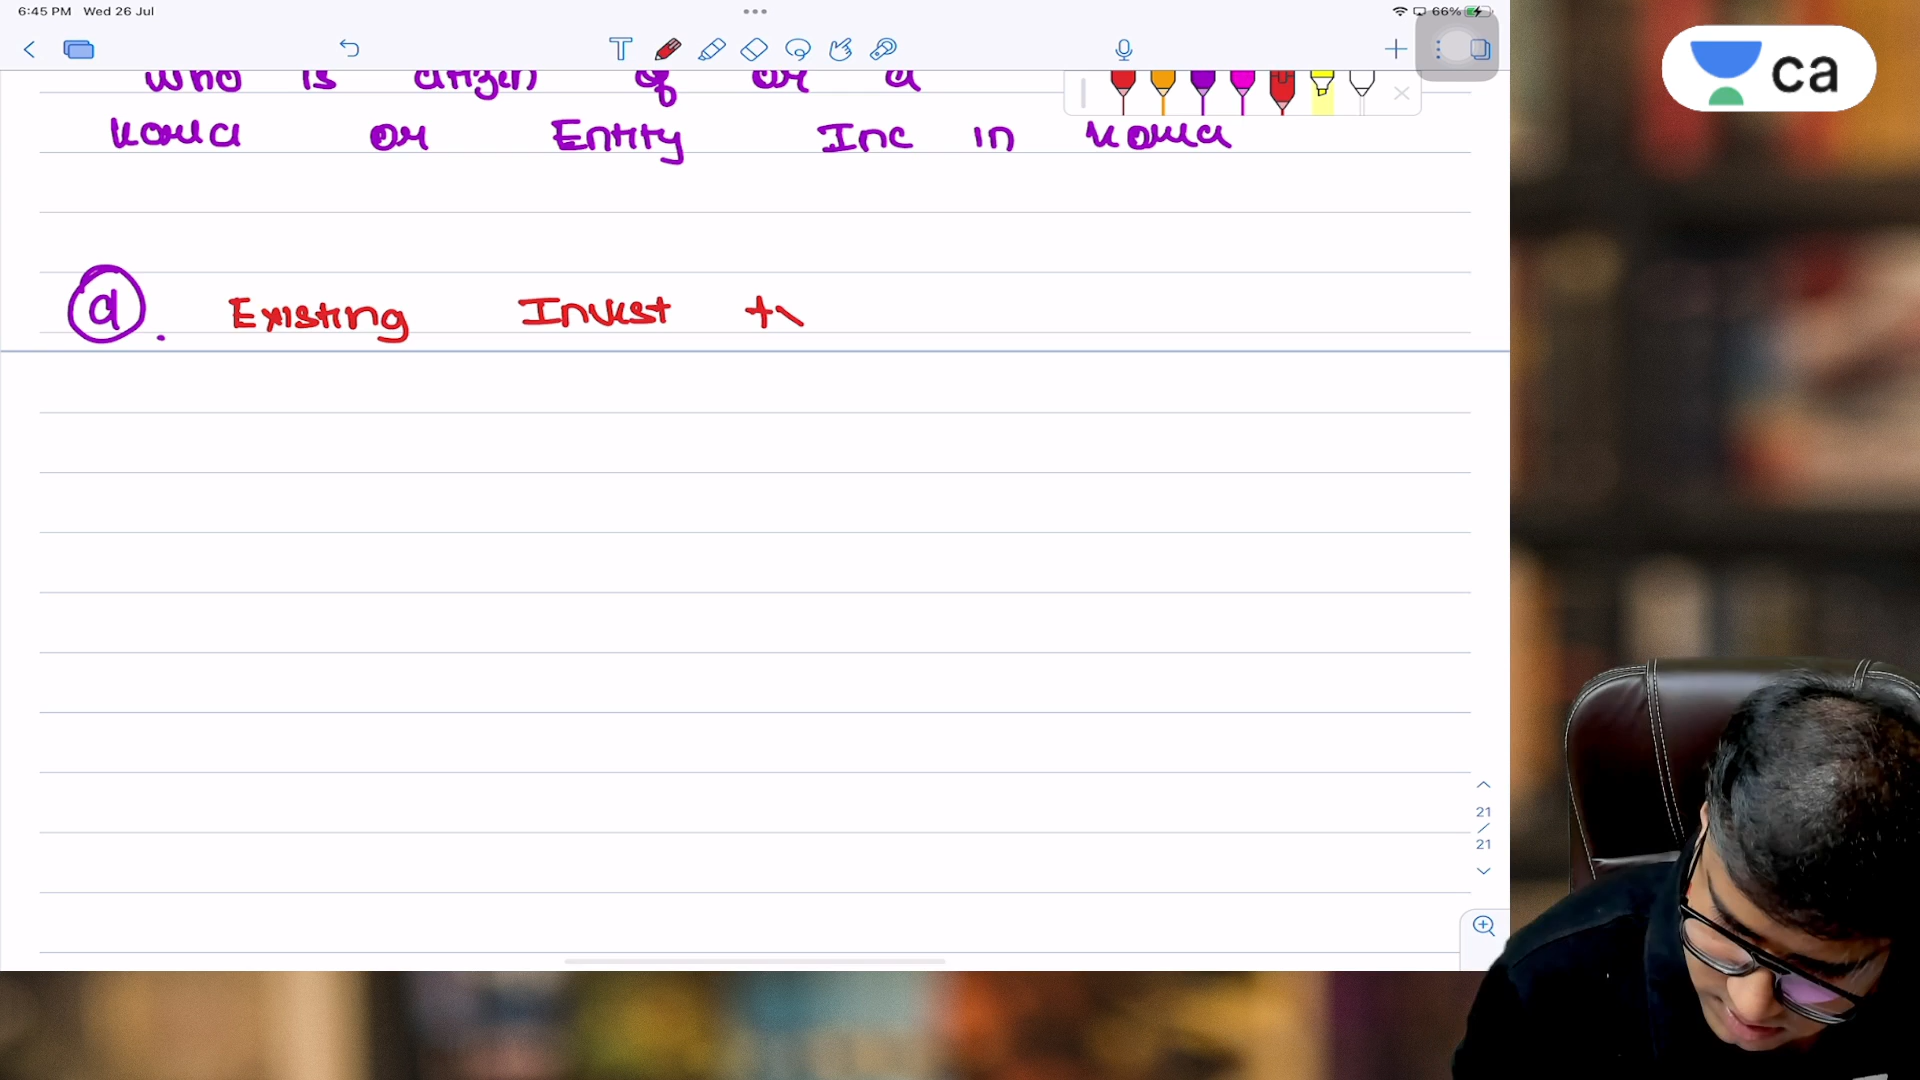 6:45 PM Wed 26 Jul
66%
ca
who is citizen of or a
Korea or Entity Inc in Korea
d. Existing Invest
21
21